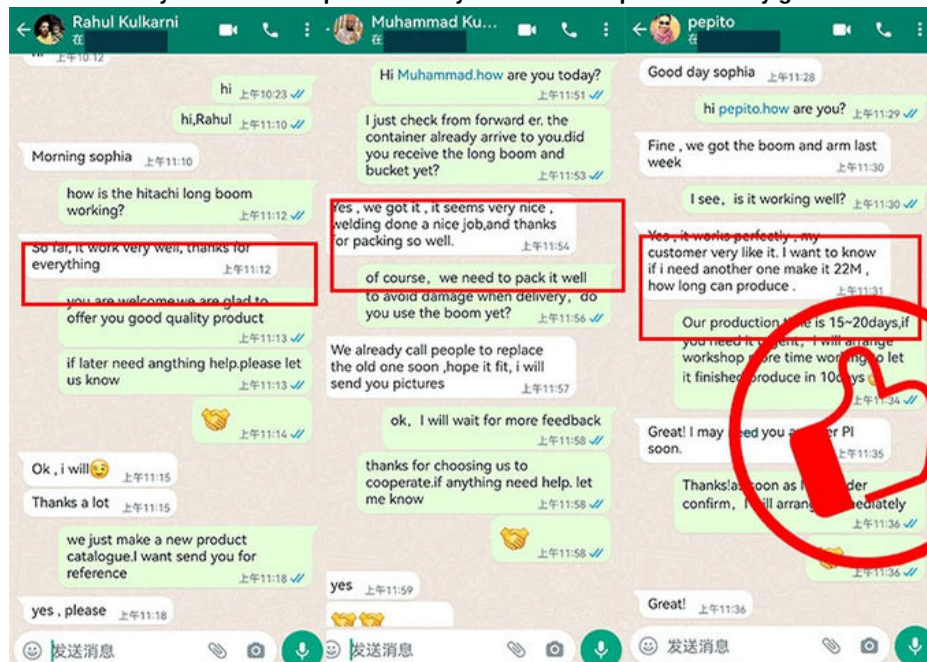 Rahul Kulkarni
在
上午10:12
hi 上午10:23
hi,Rahul 上午11:10
Morning sophia 上午11:10
how is the hitachi long boom
working? 上午11:12
So far, it work very well, thanks for
everything 上午11:12
you are welcome we are glad to
offer you good quality product
上午11:13
if later need angthing help.please let
us know 上午11:13
上午11:14
Ok , i will 上午11:15
Thanks a lot 上午11:15
we just make a new product
catalogue.I want send you for
reference 上午11:18
yes , please 上午11:18
发送消息
Muhammad Ku...
在
Hi Muhammad.how are you today?
上午11:51
I just check from forward er, the
container already arrive to you.did
you receive the long boom and
bucket yet? 上午11:53
Yes , we got it , it seems very nice ,
welding done a nice job,and thanks
for packing so well. 上午11:54
of course, we need to pack it well
to avoid damage when delivery, do
you use the boom yet? 上午11:56
We already call people to replace
the old one soon ,hope it fit, i will
send you pictures 上午11:57
ok, I will wait for more feedback
上午11:58
thanks for choosing us to
cooperate.if anything need help. let
me know 上午11:58
上午11:58
yes 上午11:59
发送消息
pepito
在
Good day sophia 上午11:28
hi pepito.how are you? 上午11:29
Fine , we got the boom and arm last
week 上午11:30
I see, is it working well? 上午11:30
Yes , it works perfectly , my
customer very like it. I want to know
if i need another one make it 22M ,
how long can produce . 上午11:31
Our production time is 15~20days,if
you need it urgent, I will arrange
workshop more time working to let
it finished produce in 10days
上午11:34
Great! I may need you PI
soon. 上午11:35
Thanks!as soon as
confirm, I will arrange
上午11:36
上午11:36
Great! 上午11:36
发送消息